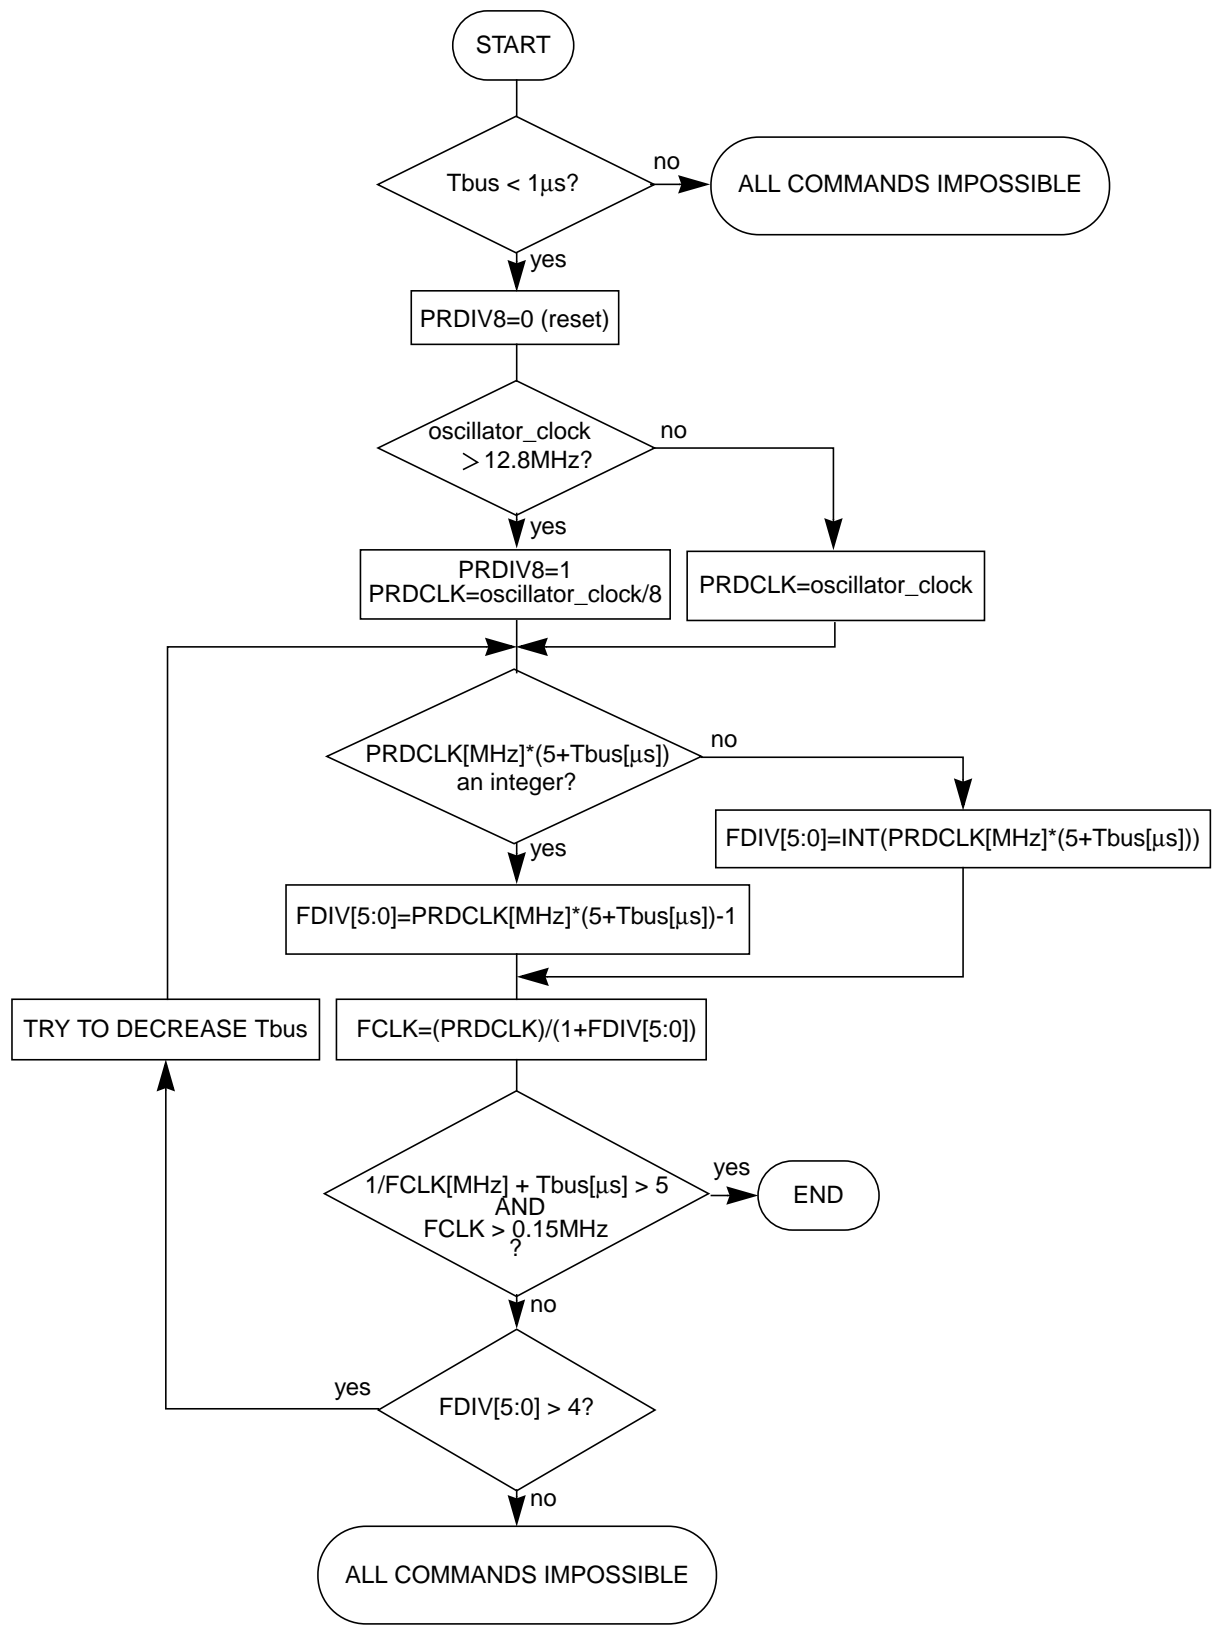 START
Tbus < 1μs?
no
ALL COMMANDS IMPOSSIBLE
yes
PRDIV8=0 (reset)
oscillator_clock
> 12.8MHz?
no
yes
PRDIV8=1
PRDCLK=oscillator_clock/8
PRDCLK=oscillator_clock
PRDCLK[MHz]*(5+Tbus[μs])
an integer?
no
yes
FDIV[5:0]=INT(PRDCLK[MHz]*(5+Tbus[μs]))
FDIV[5:0]=PRDCLK[MHz]*(5+Tbus[μs])-1
TRY TO DECREASE Tbus
FCLK=(PRDCLK)/(1+FDIV[5:0])
1/FCLK[MHz] + Tbus[μs] > 5
AND
FCLK > 0.15MHz
?
yes
END
no
yes
FDIV[5:0] > 4?
no
ALL COMMANDS IMPOSSIBLE